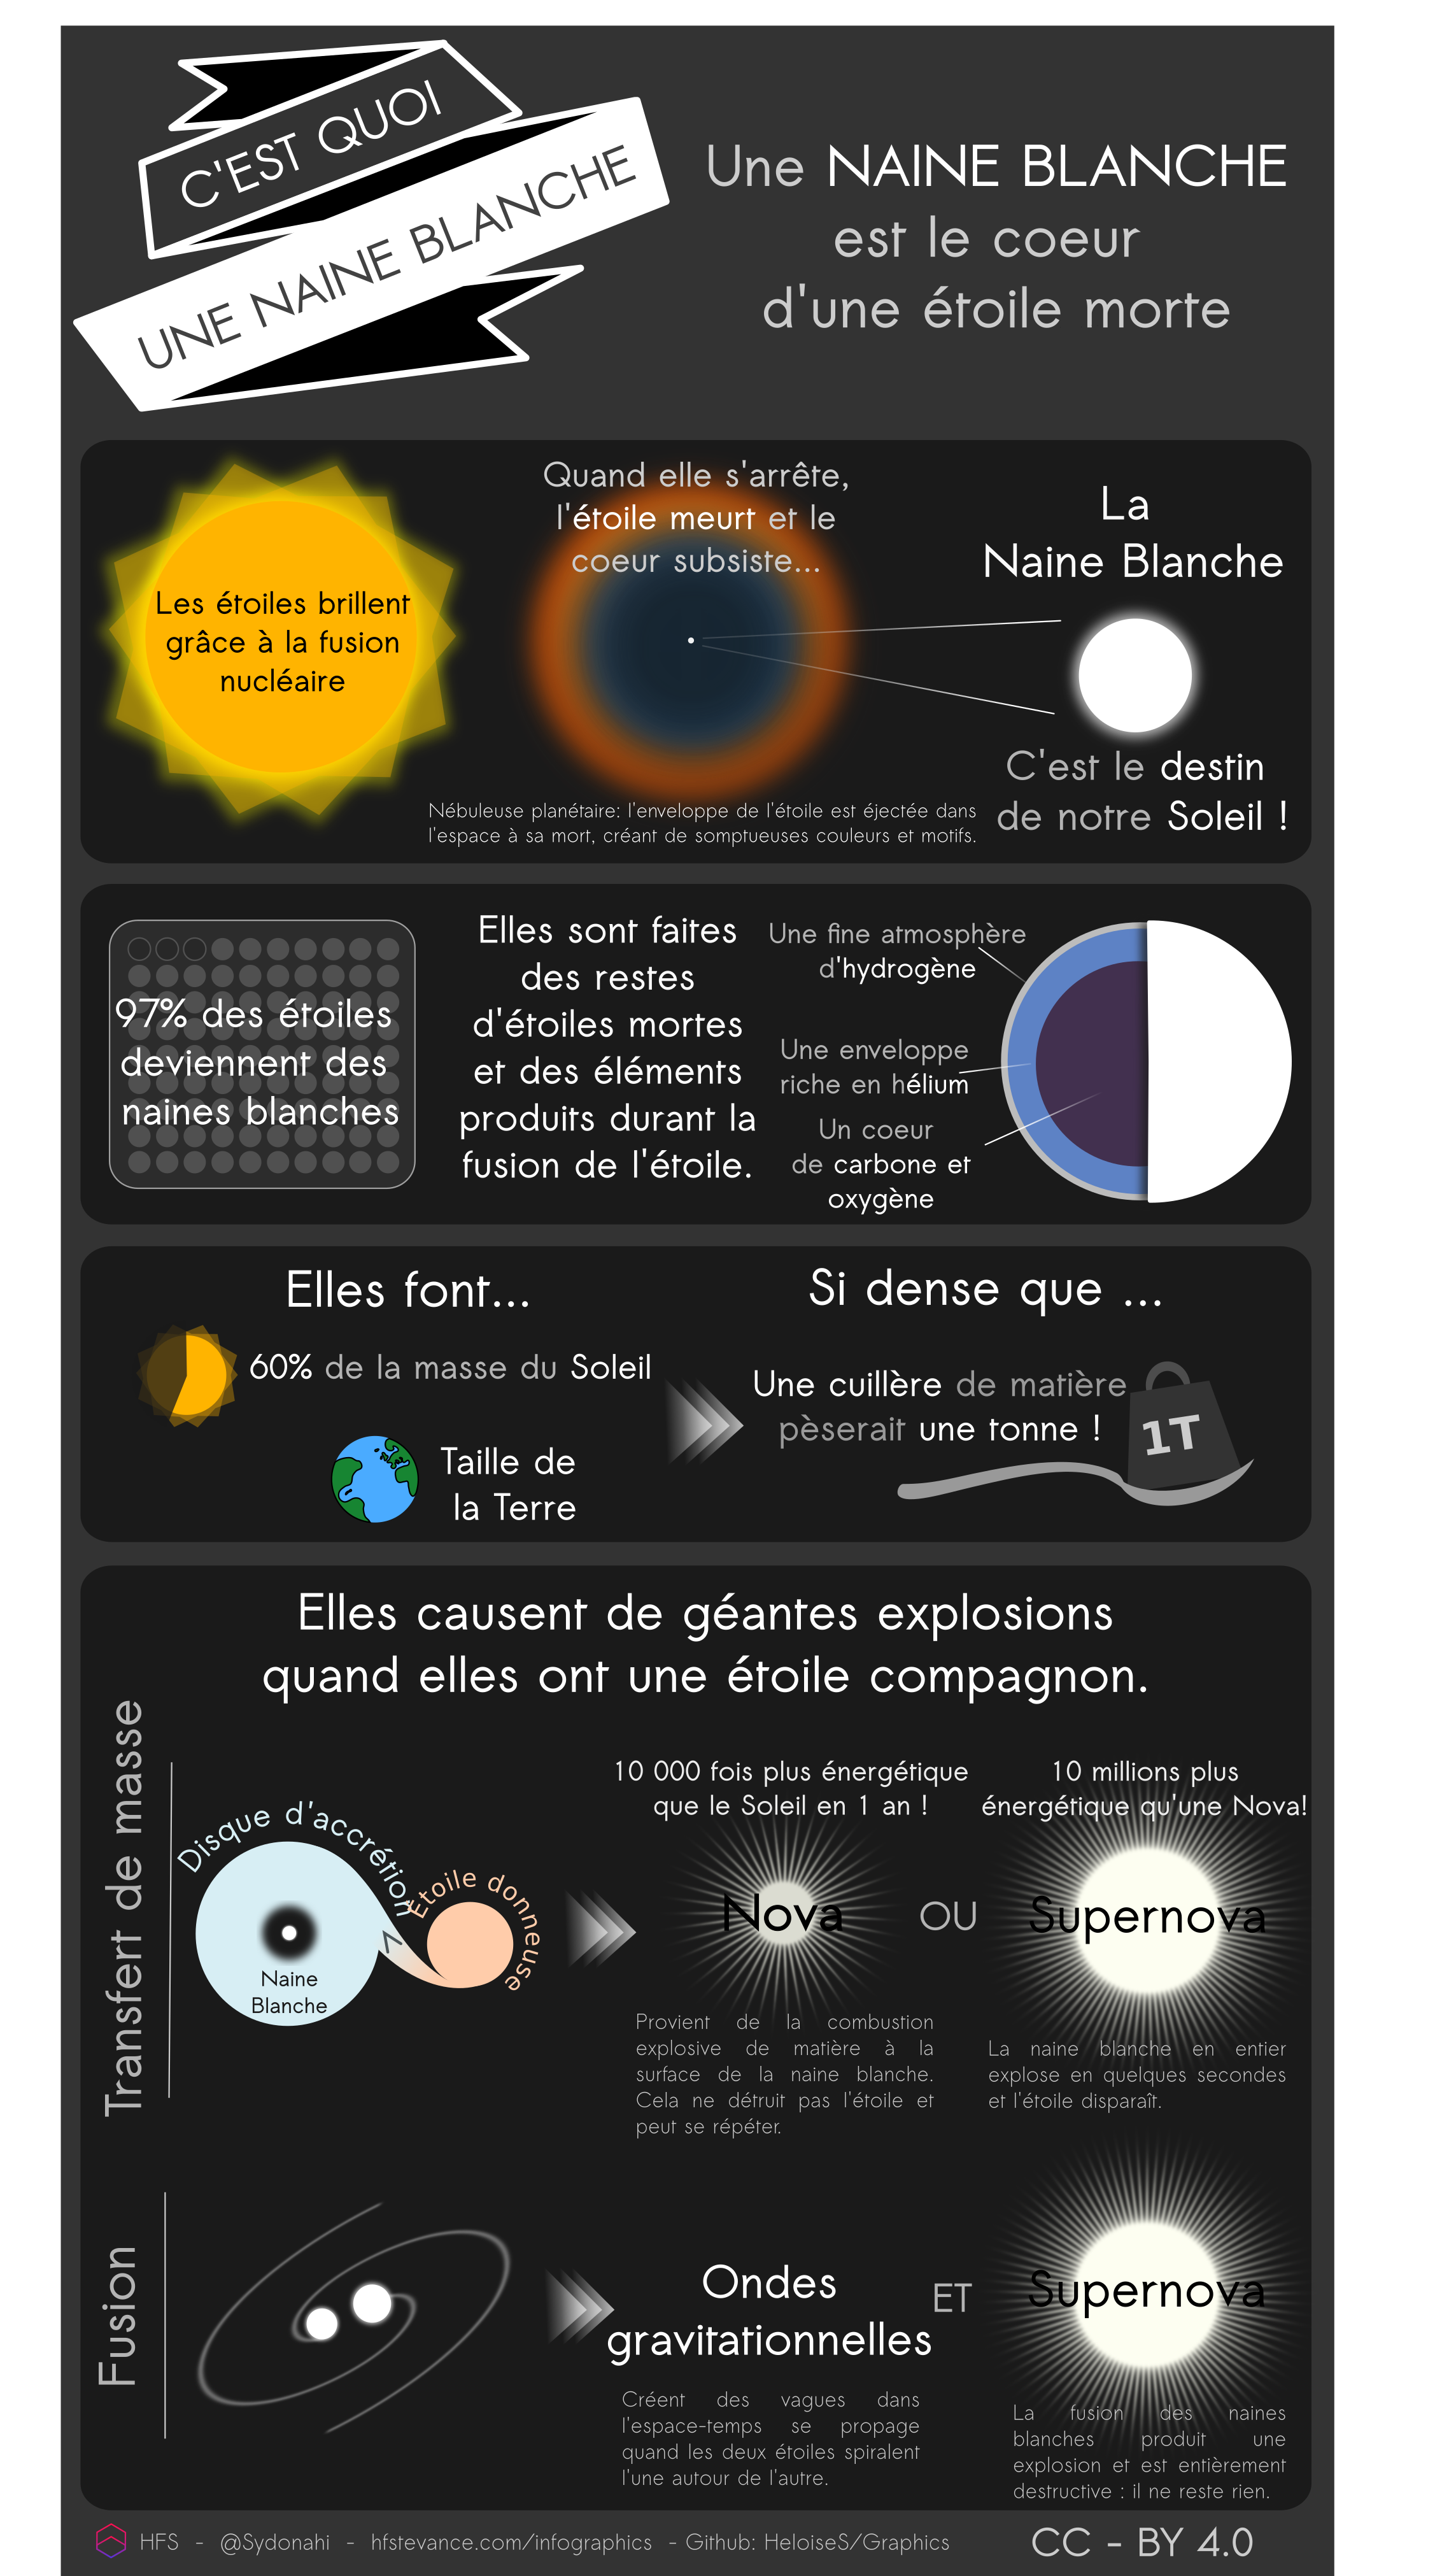 C'EST QUOI
UNE NAINE BLANCHE
Une NAINE BLANCHE
est le coeur
d'une étoile morte
Les étoiles brillent
grâce à la fusion
nucléaire
Quand elle s'arrête,
l'étoile meurt et le
coeur subsiste...
Nébuleuse planétaire: l'enveloppe de l'étoile est éjectée dans
l'espace à sa mort, créant de somptueuses couleurs et motifs.
La
Naine Blanche
C'est le destin
de notre Soleil !
97% des étoiles
deviennent des
naines blanches
Elles sont faites
des restes
d'étoiles mortes
et des éléments
produits durant la
fusion de l'étoile.
Une fine atmosphère
d'hydrogène
Une enveloppe
riche en hélium
Un coeur
de carbone et
oxygène
Elles font...
60% de la masse du Soleil
Taille de
la Terre
Si dense que ...
Une cuillère de matière
pèserait une tonne !
1T
Elles causent de géantes explosions
quand elles ont une étoile compagnon.
Transfert de masse
Disque d'accrétion
Naine
Blanche
Étoile donneuse
10 000 fois plus énergétique
que le Soleil en 1 an !
Nova
Provient de la combustion
explosive de matière à la
surface de la naine blanche.
Cela ne détruit pas l'étoile et
peut se répéter.
OU
10 millions plus
énergétique qu'une Nova!
Supernova
La naine blanche en entier
explose en quelques secondes
et l'étoile disparaît.
Fusion
Ondes
gravitationnelles
Créent des vagues dans
l'espace-temps se propage
quand les deux étoiles spiralent
l'une autour de l'autre.
ET
Supernova
La fusion des naines
blanches produit une
explosion et est entièrement
destructive : il ne reste rien.
HFS - @Sydonahi - hfstevance.com/infographics - Github: HeloiseS/Graphics
CC - BY 4.0